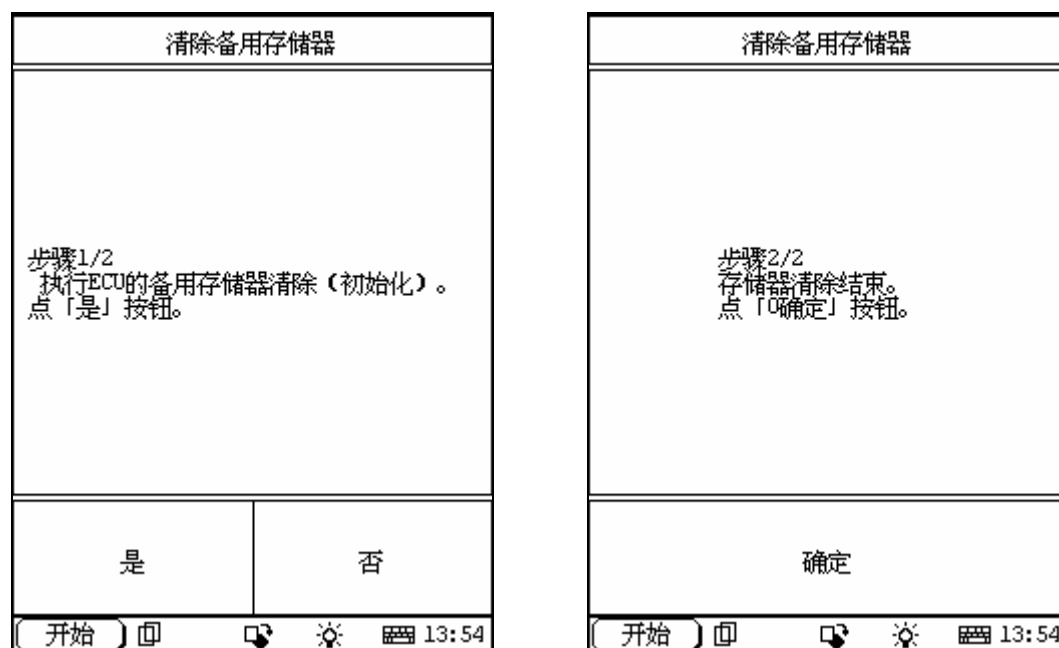 清除备用存储器
步骤1/2
执行ECU的备用存储器清除（初始化）。
点「是」按钮。
是
否
开始
13:54
清除备用存储器
步骤2/2
存储器清除结束。
点「O确定」按钮。
确定
开始
13:54